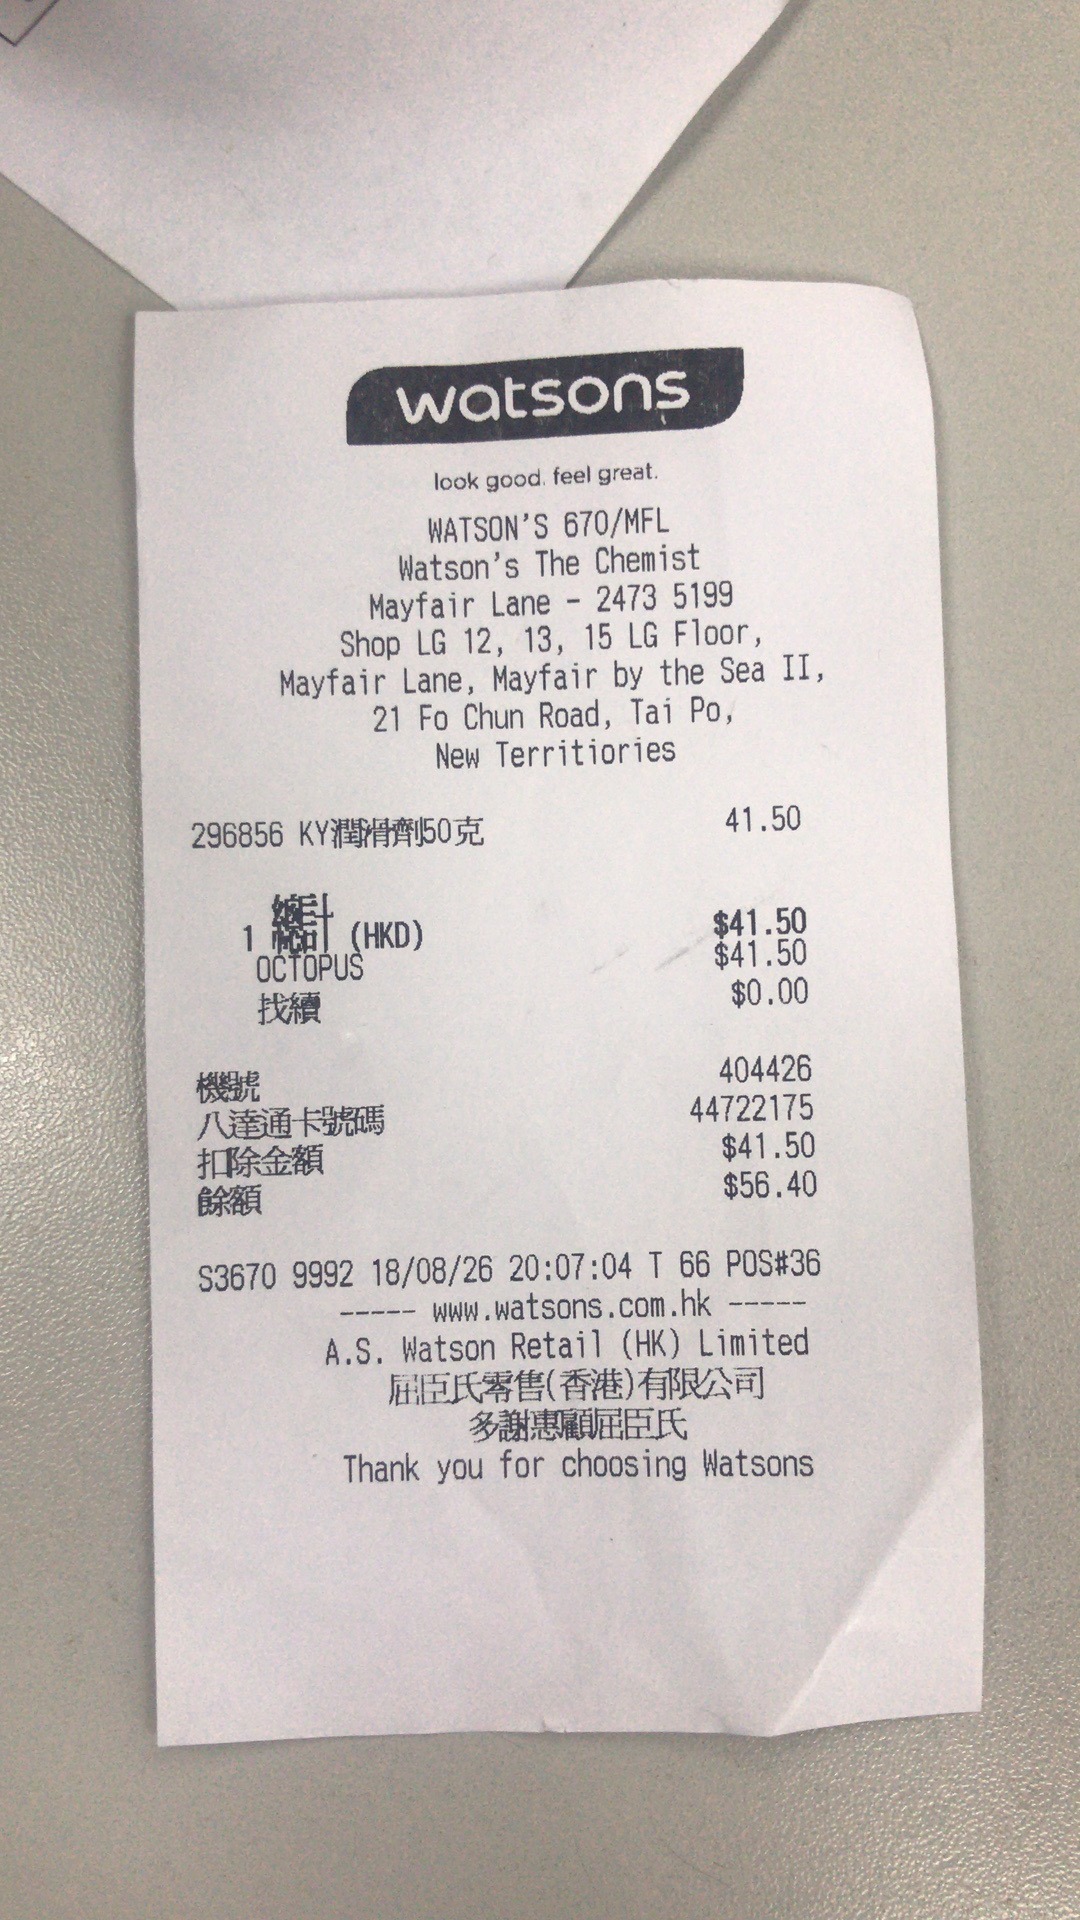 watsons
look good. feel great.
WATSON'S 670/MFL
Watson's The Chemist
Mayfair Lane - 2473 5199
Shop LG 12, 13, 15 LG Floor,
Mayfair Lane, Mayfair by the Sea II,
21 Fo Chun Road, Tai Po,
New Territiories
296856 KY潤滑劑50克 41.50
總計 $41.50
1 總計 (HKD)
OCTOPUS $41.50
找續 $0.00
機號 404426
八達通卡號碼 44722175
扣除金額 $41.50
餘額 $56.40
S3670 9992 18/08/26 20:07:04 T 66 POS#36
----- www.watsons.com.hk -----
A.S. Watson Retail (HK) Limited
屈臣氏零售(香港)有限公司
多謝惠顧屈臣氏
Thank you for choosing Watsons